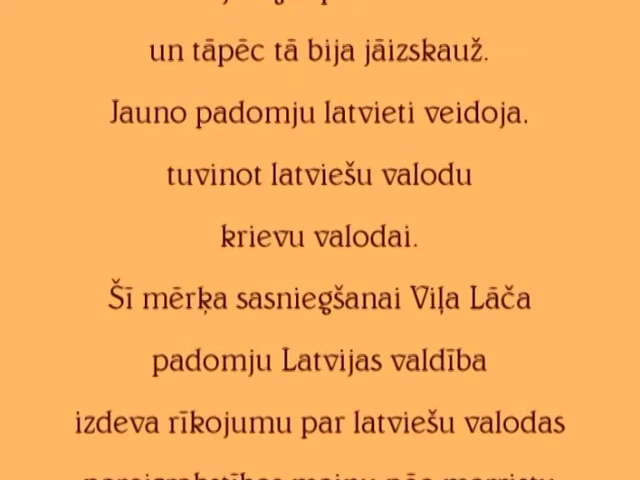 un tāpēc tā bija jāizskauž.
Jauno padomju latvieti veidoja,
tuvinot latviešu valodu
krievu valodai.
Šī mērķa sasniegšanai Viļa Lāča
padomju Latvijas valdība
izdeva rīkojumu par latviešu valodas